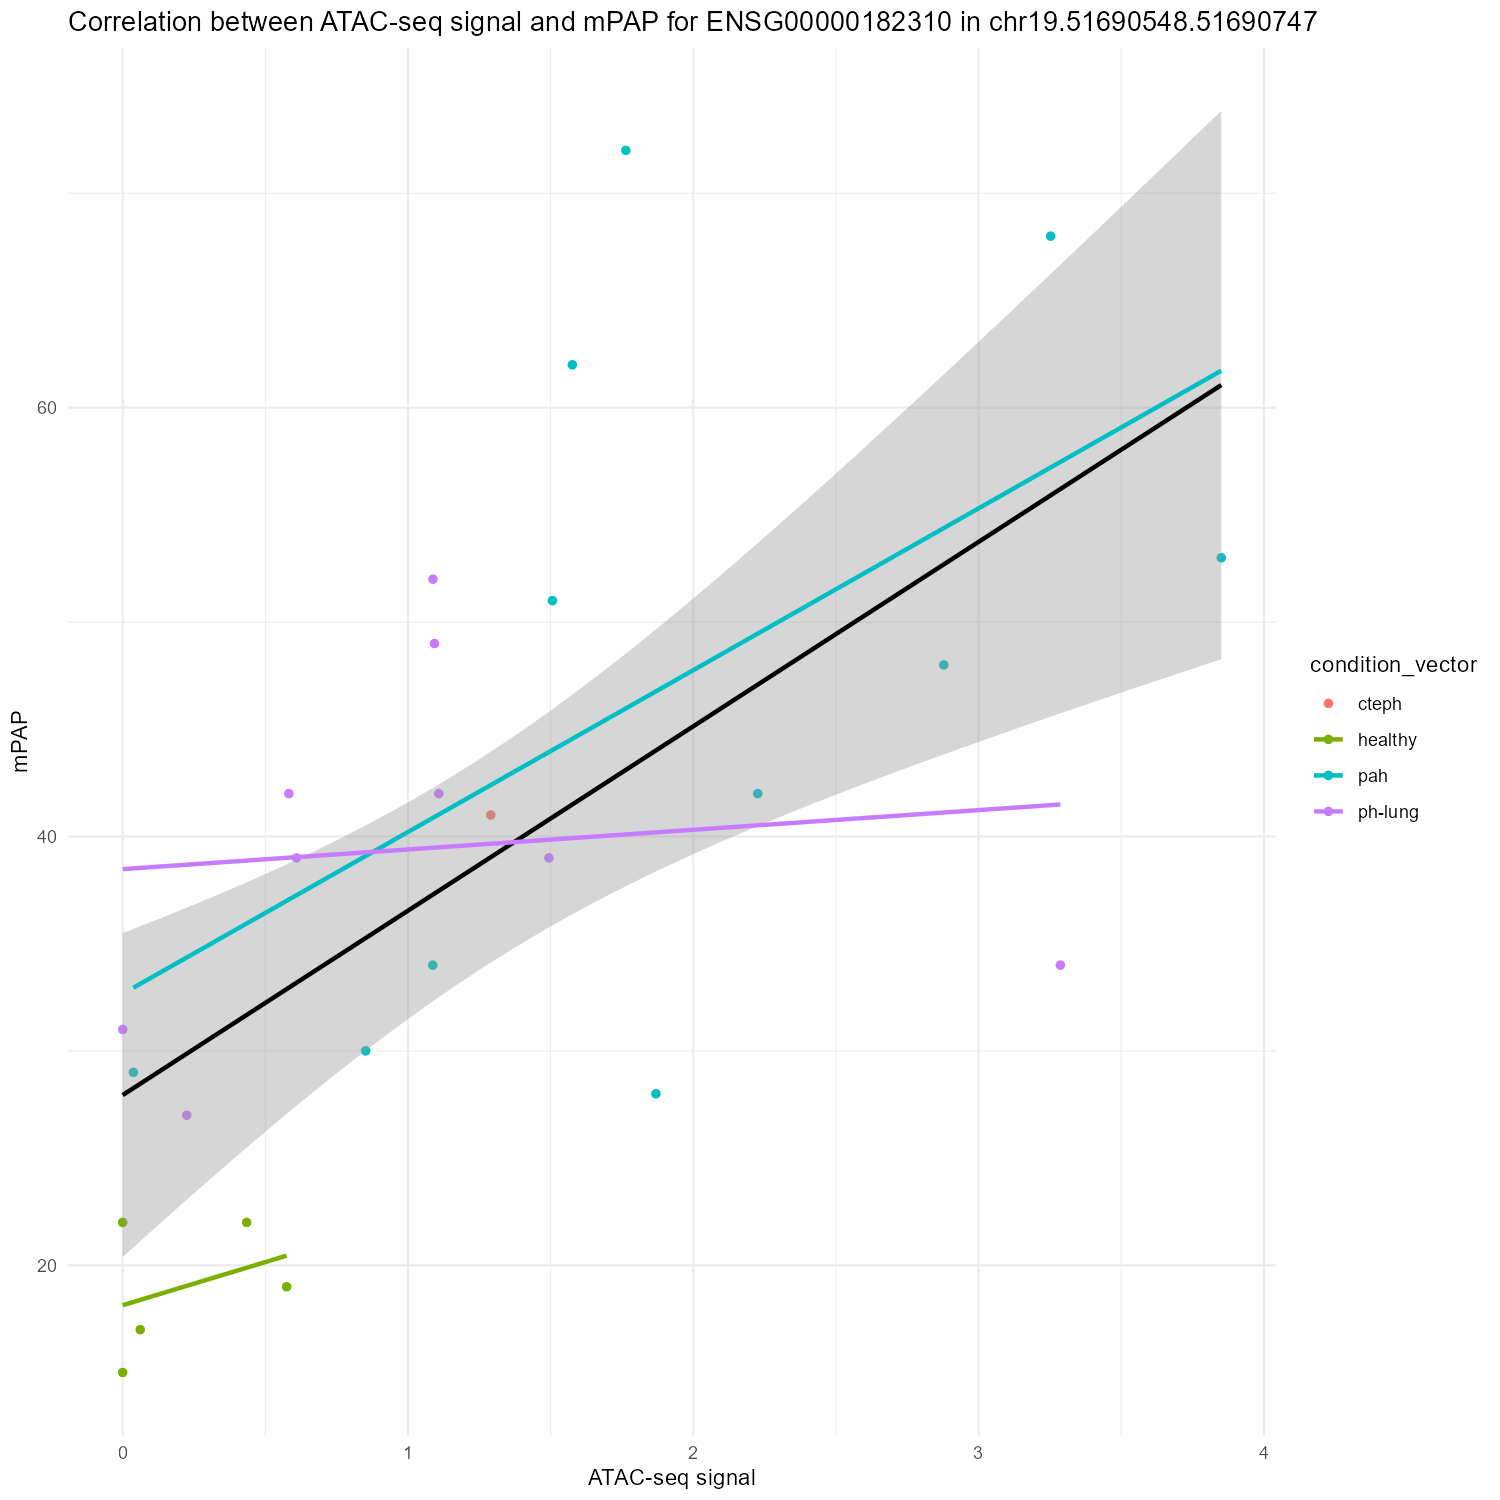 Correlation between ATAC-seq signal and mPAP for ENSG00000182310 in chr19.51690548.51690747
60
40
20
mPAP
0 1 2 3 4
ATAC-seq signal
condition_vector
cteph
healthy
pah
ph-lung